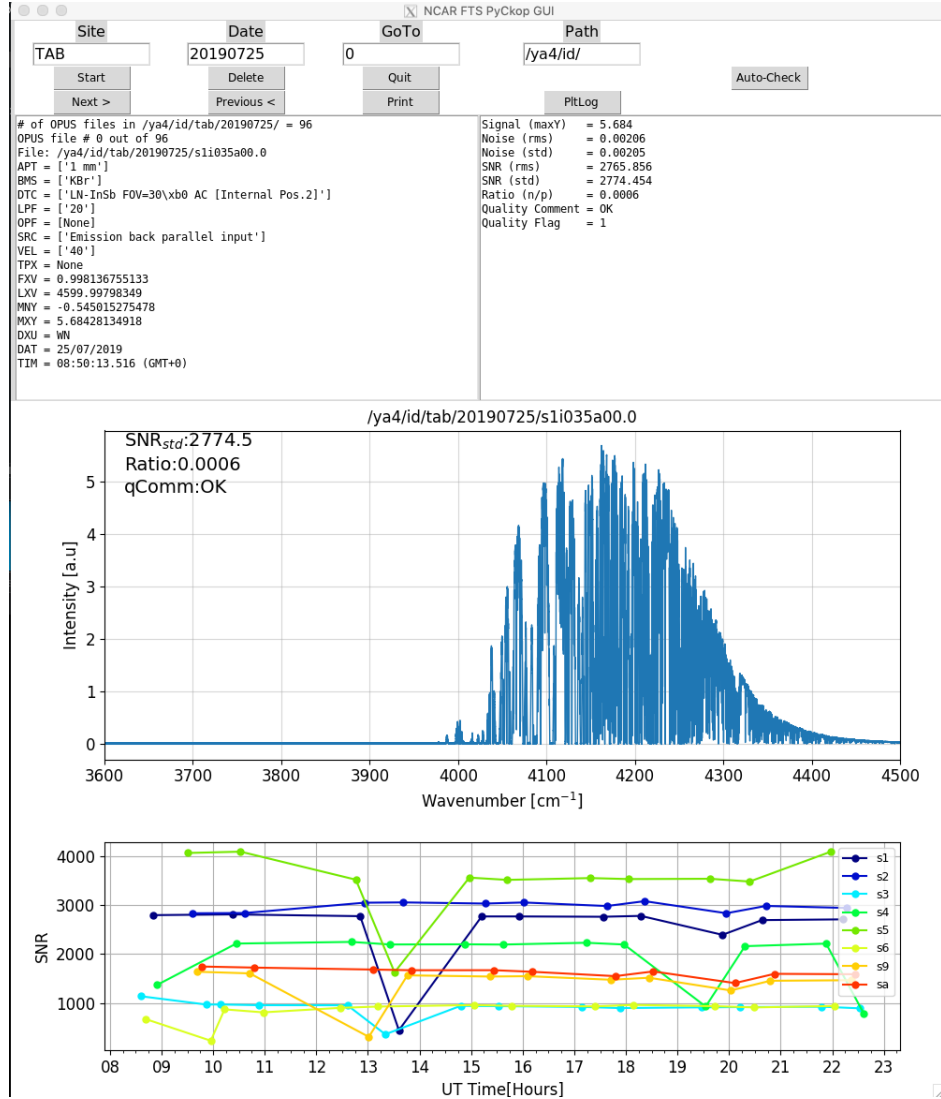 NCAR FTS PyCkop GUI
Site Date GoTo Path
TAB 20190725 0 /ya4/id/
Start Delete Quit Auto-Check
Next > Previous < Print PltLog
# of OPUS files in /ya4/id/tab/20190725/ = 96
OPUS file # 0 out of 96
File: /ya4/id/tab/20190725/s1i035a00.0
APT = ['1 mm']
BMS = ['KBr']
DTC = ['LN-InSb FOV=30\xb0 AC [Internal Pos.2]']
LPF = ['20']
OPF = [None]
SRC = ['Emission back parallel input']
VEL = ['40']
TPX = None
FXV = 0.998136755133
LXV = 4599.99798349
MNY = -0.545015275478
MXY = 5.68428134918
DXU = WN
DAT = 25/07/2019
TIM = 08:50:13.516 (GMT+0)
Signal (maxY) = 5.684
Noise (rms) = 0.00206
Noise (std) = 0.00205
SNR (rms) = 2765.856
SNR (std) = 2774.454
Ratio (n/p) = 0.0006
Quality Comment = OK
Quality Flag = 1
/ya4/id/tab/20190725/s1i035a00.0
SNRstd:2774.5
Ratio:0.0006
qComm:OK
Intensity [a.u]
5
4
3
2
1
0
3600 3700 3800 3900 4000 4100 4200 4300 4400 4500
Wavenumber [cm⁻¹]
SNR
4000
3000
2000
1000
s1
s2
s3
s4
s5
s6
s9
sa
08 09 10 11 12 13 14 15 16 17 18 19 20 21 22 23
UT Time[Hours]